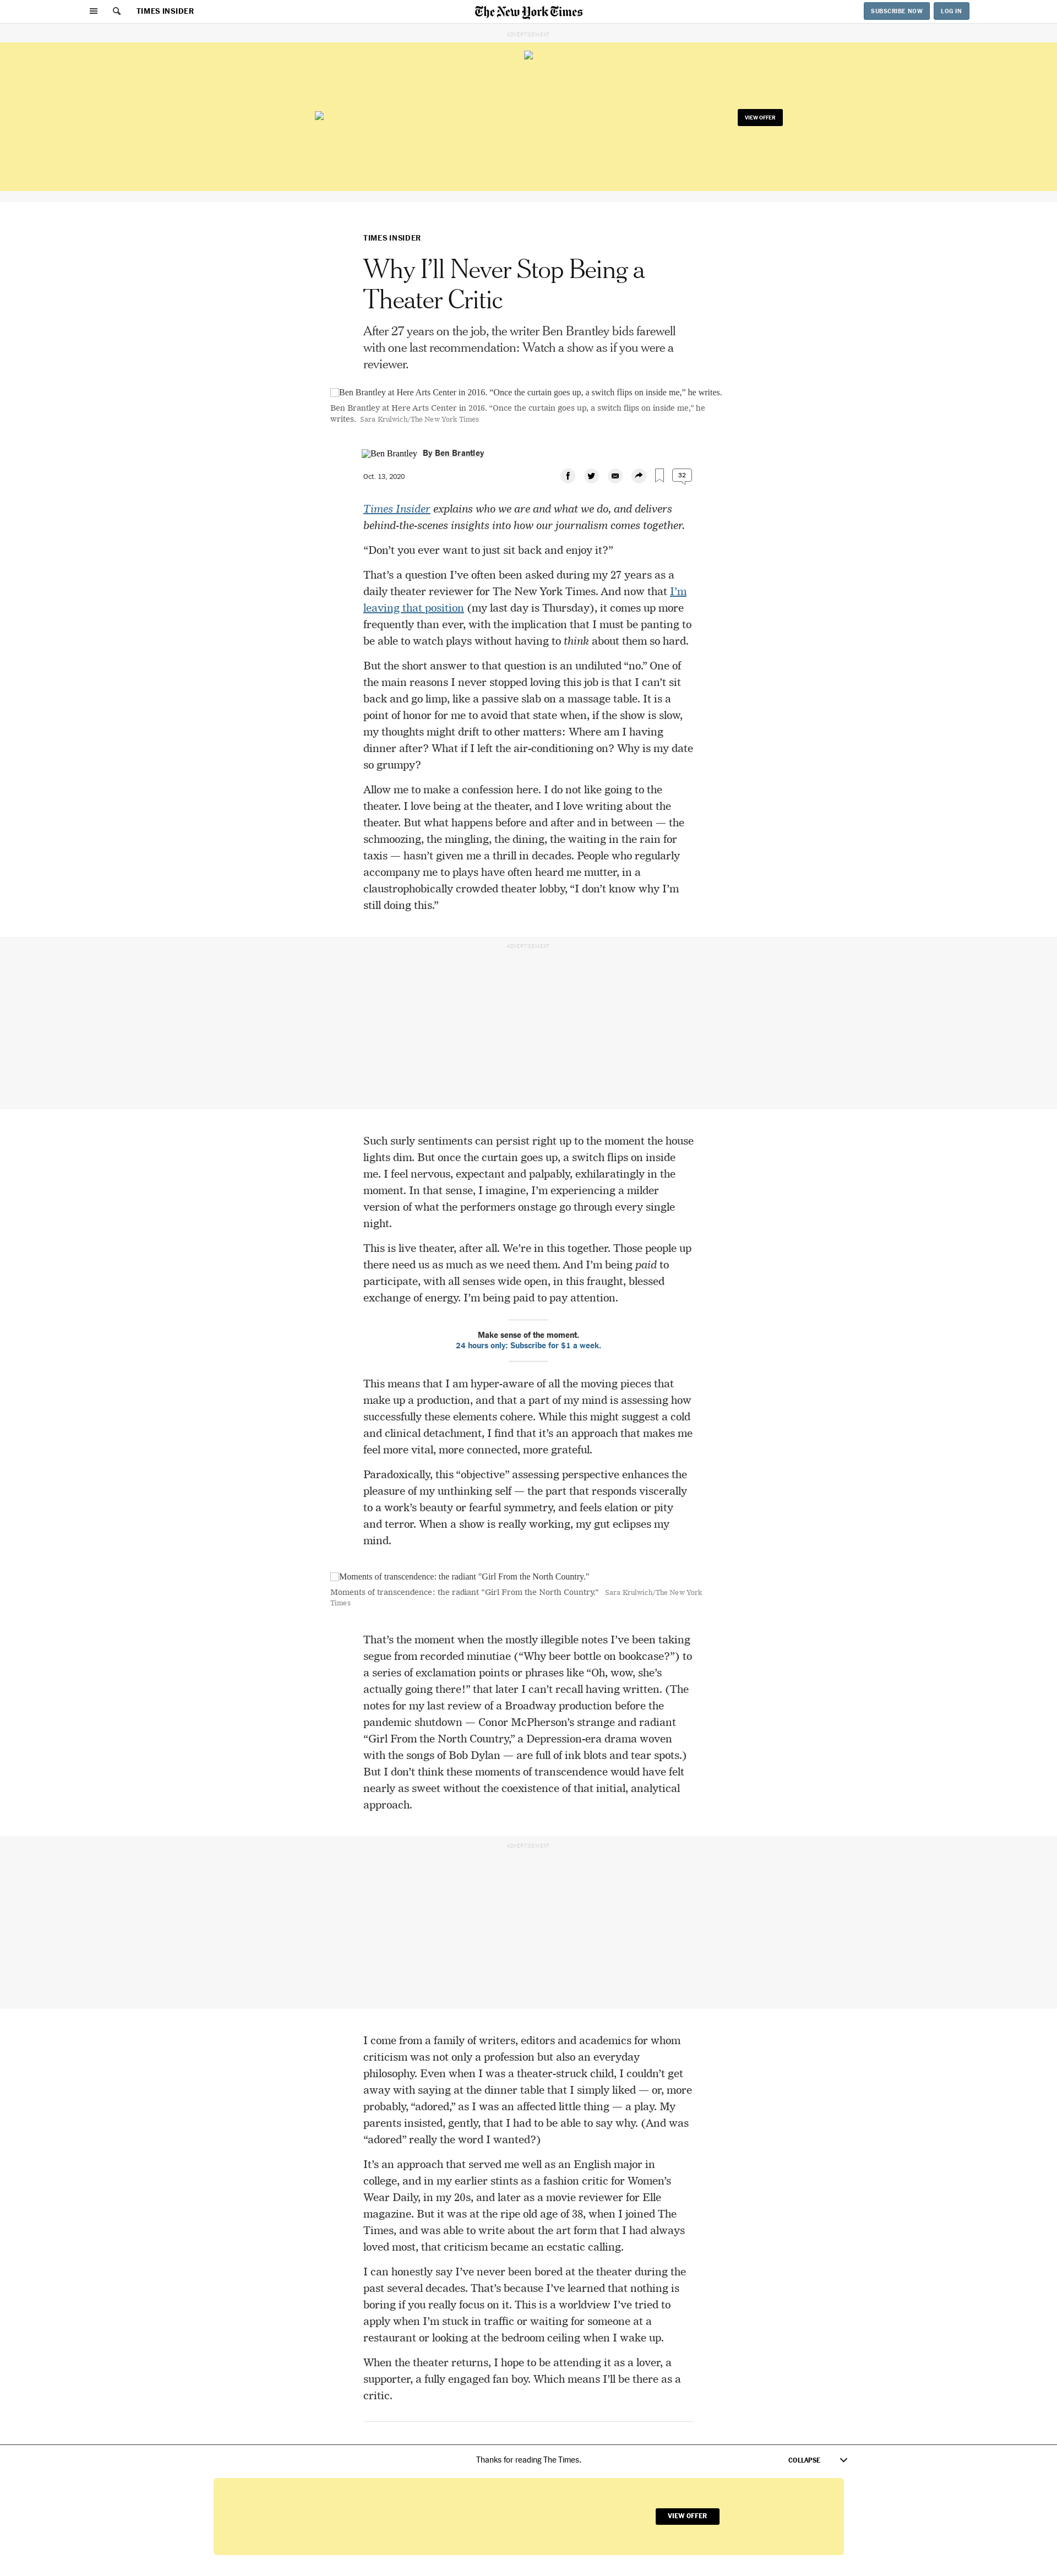 TIMES INSIDER
The New York Times
SUBSCRIBE NOW
LOG IN
ADVERTISEMENT
VIEW OFFER
TIMES INSIDER
Why I’ll Never Stop Being a
Theater Critic
After 27 years on the job, the writer Ben Brantley bids farewell
with one last recommendation: Watch a show as if you were a
reviewer.
Ben Brantley at Here Arts Center in 2016. “Once the curtain goes up, a switch flips on inside me,” he writes.
Ben Brantley at Here Arts Center in 2016. “Once the curtain goes up, a switch flips on inside me,” he
writes. Sara Krulwich/The New York Times
Ben Brantley By Ben Brantley
Oct. 13, 2020
32
Times Insider explains who we are and what we do, and delivers
behind-the-scenes insights into how our journalism comes together.
“Don’t you ever want to just sit back and enjoy it?”
That’s a question I’ve often been asked during my 27 years as a
daily theater reviewer for The New York Times. And now that I’m
leaving that position (my last day is Thursday), it comes up more
frequently than ever, with the implication that I must be panting to
be able to watch plays without having to think about them so hard.
But the short answer to that question is an undiluted “no.” One of
the main reasons I never stopped loving this job is that I can’t sit
back and go limp, like a passive slab on a massage table. It is a
point of honor for me to avoid that state when, if the show is slow,
my thoughts might drift to other matters: Where am I having
dinner after? What if I left the air-conditioning on? Why is my date
so grumpy?
Allow me to make a confession here. I do not like going to the
theater. I love being at the theater, and I love writing about the
theater. But what happens before and after and in between — the
schmoozing, the mingling, the dining, the waiting in the rain for
taxis — hasn’t given me a thrill in decades. People who regularly
accompany me to plays have often heard me mutter, in a
claustrophobically crowded theater lobby, “I don’t know why I’m
still doing this.”
ADVERTISEMENT
Such surly sentiments can persist right up to the moment the house
lights dim. But once the curtain goes up, a switch flips on inside
me. I feel nervous, expectant and palpably, exhilaratingly in the
moment. In that sense, I imagine, I’m experiencing a milder
version of what the performers onstage go through every single
night.
This is live theater, after all. We’re in this together. Those people up
there need us as much as we need them. And I’m being paid to
participate, with all senses wide open, in this fraught, blessed
exchange of energy. I’m being paid to pay attention.
Make sense of the moment.
24 hours only: Subscribe for $1 a week.
This means that I am hyper-aware of all the moving pieces that
make up a production, and that a part of my mind is assessing how
successfully these elements cohere. While this might suggest a cold
and clinical detachment, I find that it’s an approach that makes me
feel more vital, more connected, more grateful.
Paradoxically, this “objective” assessing perspective enhances the
pleasure of my unthinking self — the part that responds viscerally
to a work’s beauty or fearful symmetry, and feels elation or pity
and terror. When a show is really working, my gut eclipses my
mind.
Moments of transcendence: the radiant "Girl From the North Country."
Moments of transcendence: the radiant "Girl From the North Country." Sara Krulwich/The New York
Times
That’s the moment when the mostly illegible notes I’ve been taking
segue from recorded minutiae (“Why beer bottle on bookcase?”) to
a series of exclamation points or phrases like “Oh, wow, she’s
actually going there!” that later I can’t recall having written. (The
notes for my last review of a Broadway production before the
pandemic shutdown — Conor McPherson’s strange and radiant
“Girl From the North Country,” a Depression-era drama woven
with the songs of Bob Dylan — are full of ink blots and tear spots.)
But I don’t think these moments of transcendence would have felt
nearly as sweet without the coexistence of that initial, analytical
approach.
ADVERTISEMENT
I come from a family of writers, editors and academics for whom
criticism was not only a profession but also an everyday
philosophy. Even when I was a theater-struck child, I couldn’t get
away with saying at the dinner table that I simply liked — or, more
probably, “adored,” as I was an affected little thing — a play. My
parents insisted, gently, that I had to be able to say why. (And was
“adored” really the word I wanted?)
It’s an approach that served me well as an English major in
college, and in my earlier stints as a fashion critic for Women’s
Wear Daily, in my 20s, and later as a movie reviewer for Elle
magazine. But it was at the ripe old age of 38, when I joined The
Times, and was able to write about the art form that I had always
loved most, that criticism became an ecstatic calling.
I can honestly say I’ve never been bored at the theater during the
past several decades. That’s because I’ve learned that nothing is
boring if you really focus on it. This is a worldview I’ve tried to
apply when I’m stuck in traffic or waiting for someone at a
restaurant or looking at the bedroom ceiling when I wake up.
When the theater returns, I hope to be attending it as a lover, a
supporter, a fully engaged fan boy. Which means I’ll be there as a
critic.
Thanks for reading The Times.
COLLAPSE
VIEW OFFER